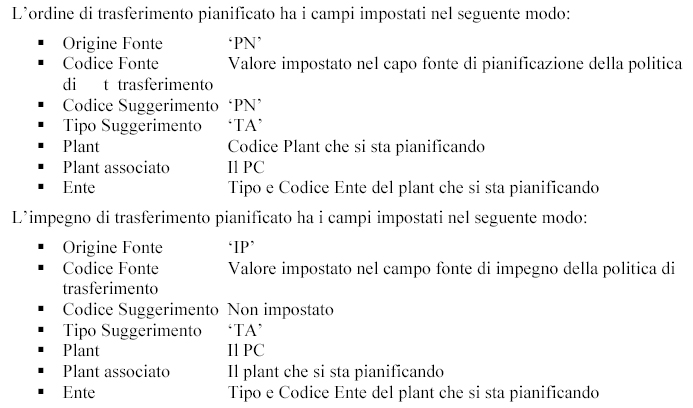 L'ordine di trasferimento pianificato ha i campi impostati nel seguente modo:
▪ Origine Fonte ‘PN’
▪ Codice Fonte Valore impostato nel capo fonte di pianificazione della politica
di t trasferimento
▪ Codice Suggerimento ‘PN’
▪ Tipo Suggerimento ‘TA’
▪ Plant Codice Plant che si sta pianificando
▪ Plant associato Il PC
▪ Ente Tipo e Codice Ente del plant che si sta pianificando
L'impegno di trasferimento pianificato ha i campi impostati nel seguente modo:
▪ Origine Fonte ‘IP’
▪ Codice Fonte Valore impostato nel campo fonte di impegno della politica di
trasferimento
▪ Codice Suggerimento Non impostato
▪ Tipo Suggerimento ‘TA’
▪ Plant Il PC
▪ Plant associato Il plant che si sta pianificando
▪ Ente Tipo e Codice Ente del plant che si sta pianificando